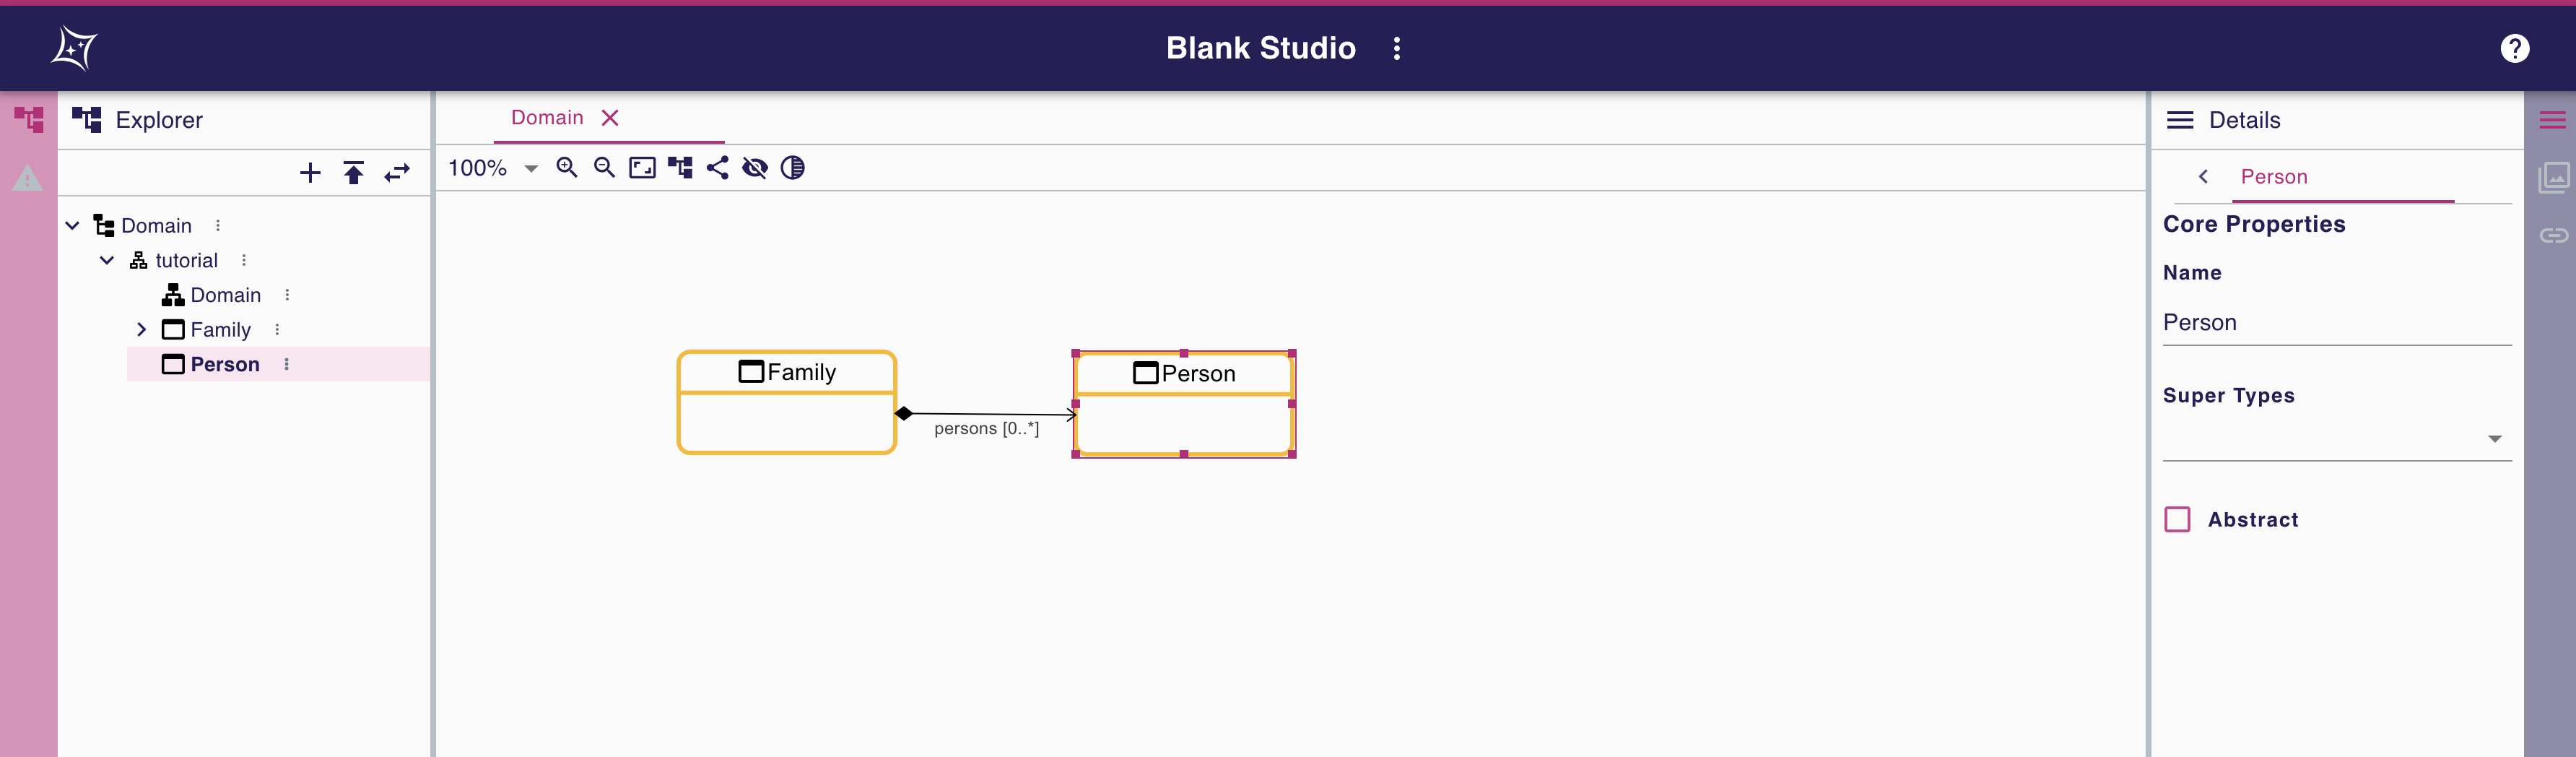 Blank Studio
Explorer
Domain
tutorial
Domain
Family
Person
Domain
100%
Family
Person
persons [0..*]
Details
Person
Core Properties
Name
Person
Super Types
Abstract